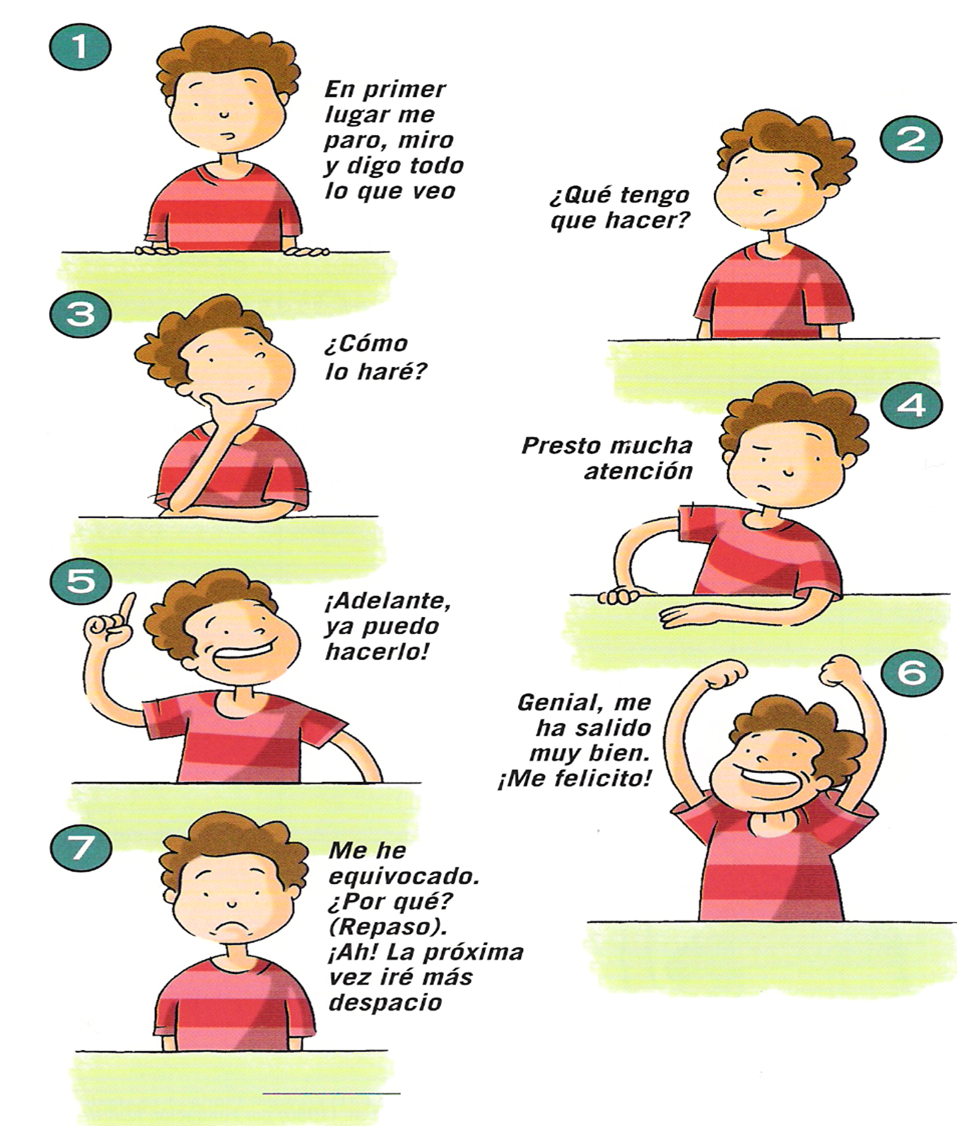 1
En primer
lugar me
paro, miro
y digo todo
lo que veo
2
¿Qué tengo
que hacer?
3
¿Cómo
lo haré?
4
Presto mucha
atención
5
¡Adelante,
ya puedo
hacerlo!
6
Genial, me
ha salido
muy bien.
¡Me felicito!
7
Me he
equivocado.
¿Por qué?
(Repaso).
¡Ah! La próxima
vez iré más
despacio